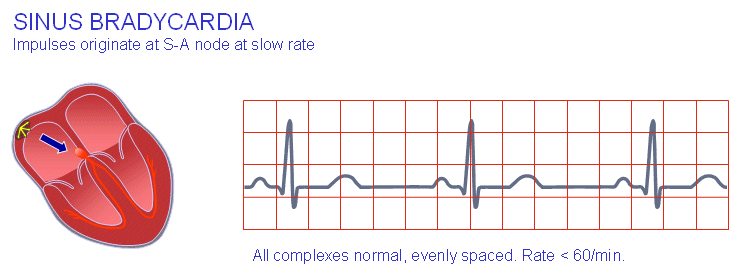 SINUS BRADYCARDIA
Impulses originate at S-A node at slow rate
All complexes normal, evenly spaced. Rate < 60/min.